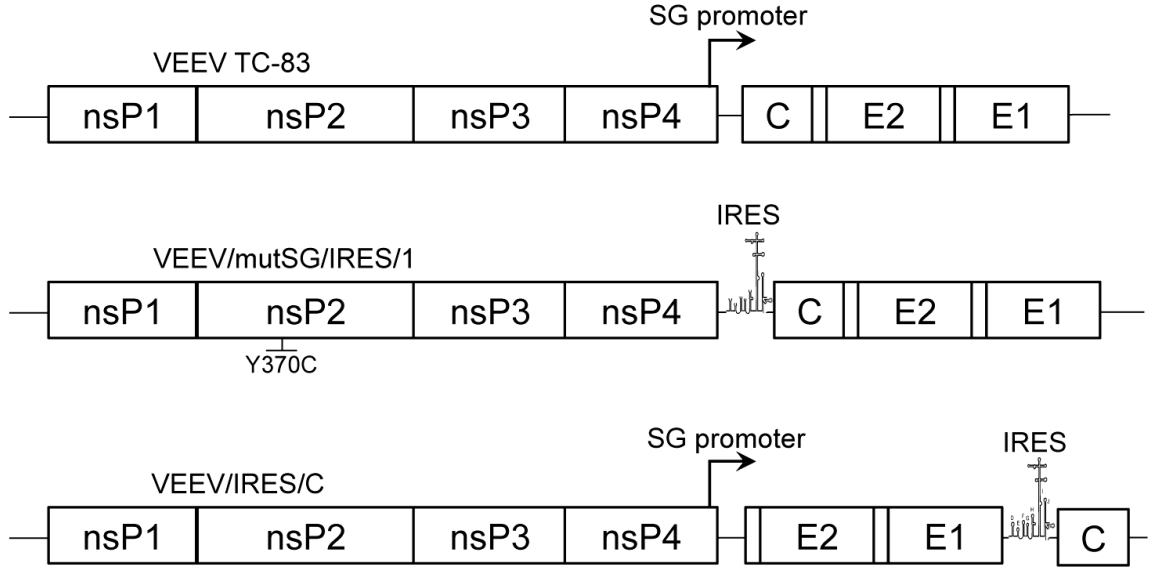 SG promoter
VEEV TC-83
nsP1 nsP2 nsP3 nsP4 C E2 E1
IRES
VEEV/mutSG/IRES/1
nsP1 nsP2 nsP3 nsP4 C E2 E1
Y370C
SG promoter
IRES
VEEV/IRES/C
nsP1 nsP2 nsP3 nsP4 E2 E1 C